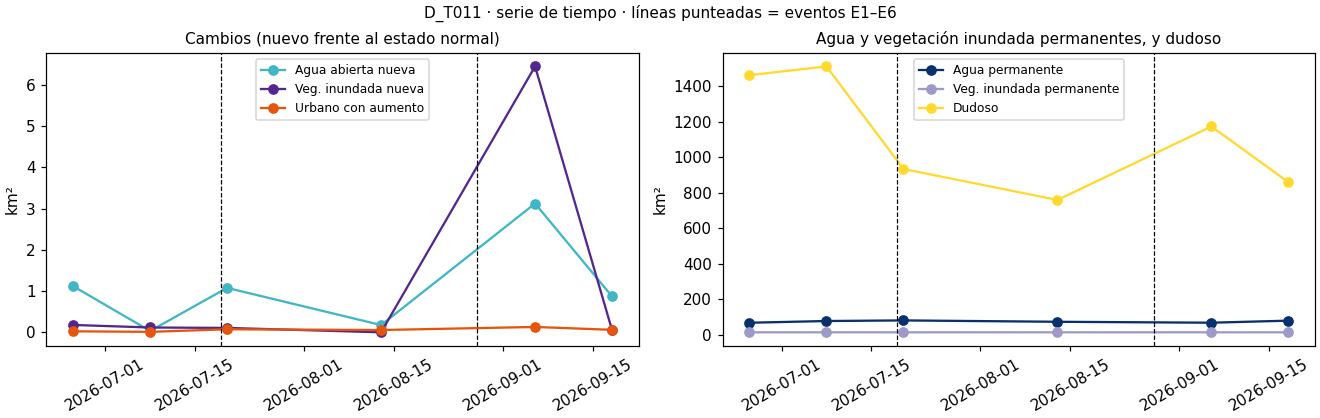 D_T011 · serie de tiempo · líneas punteadas = eventos E1–E6
Cambios (nuevo frente al estado normal)
Agua abierta nueva
Veg. inundada nueva
Urbano con aumento
km²
6
5
4
3
2
1
0
2026-07-01
2026-07-15
2026-08-01
2026-08-15
2026-09-01
2026-09-15
Agua y vegetación inundada permanentes, y dudoso
Agua permanente
Veg. inundada permanente
Dudoso
km²
1400
1200
1000
800
600
400
200
0
2026-07-01
2026-07-15
2026-08-01
2026-08-15
2026-09-01
2026-09-15